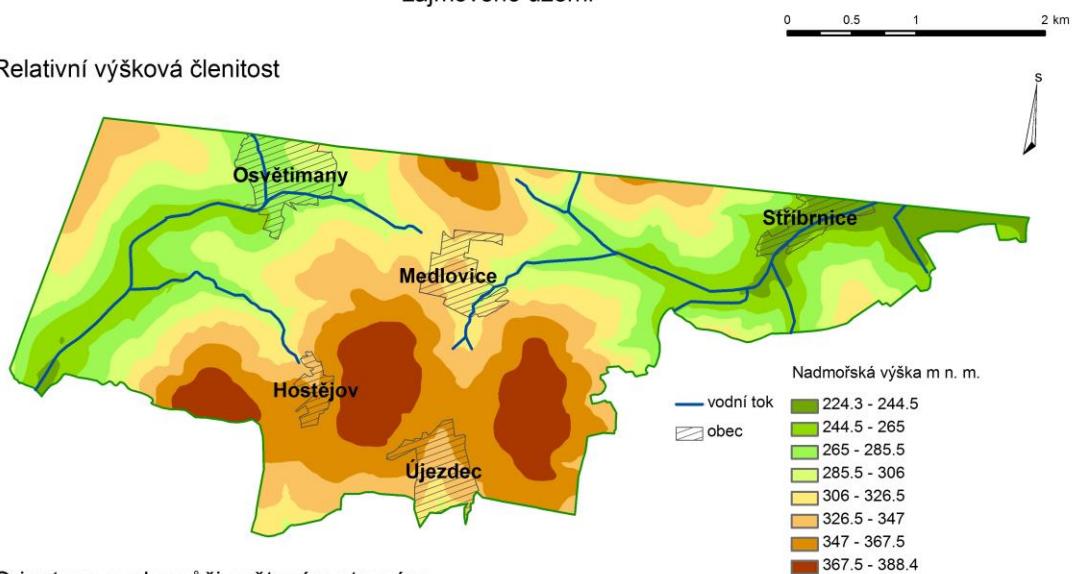 zájmového území
0 0.5 1 2 km
Relativní výšková členitost
S
Osvětimany
Stříbrnice
Medlovice
Hostějov
Újezdec
vodní tok
obec
Nadmořská výška m n. m.
224.3 - 244.5
244.5 - 265
265 - 285.5
285.5 - 306
306 - 326.5
326.5 - 347
347 - 367.5
367.5 - 388.4